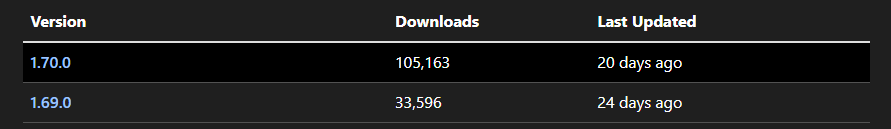 Version Downloads Last Updated
1.70.0 105,163 20 days ago
1.69.0 33,596 24 days ago